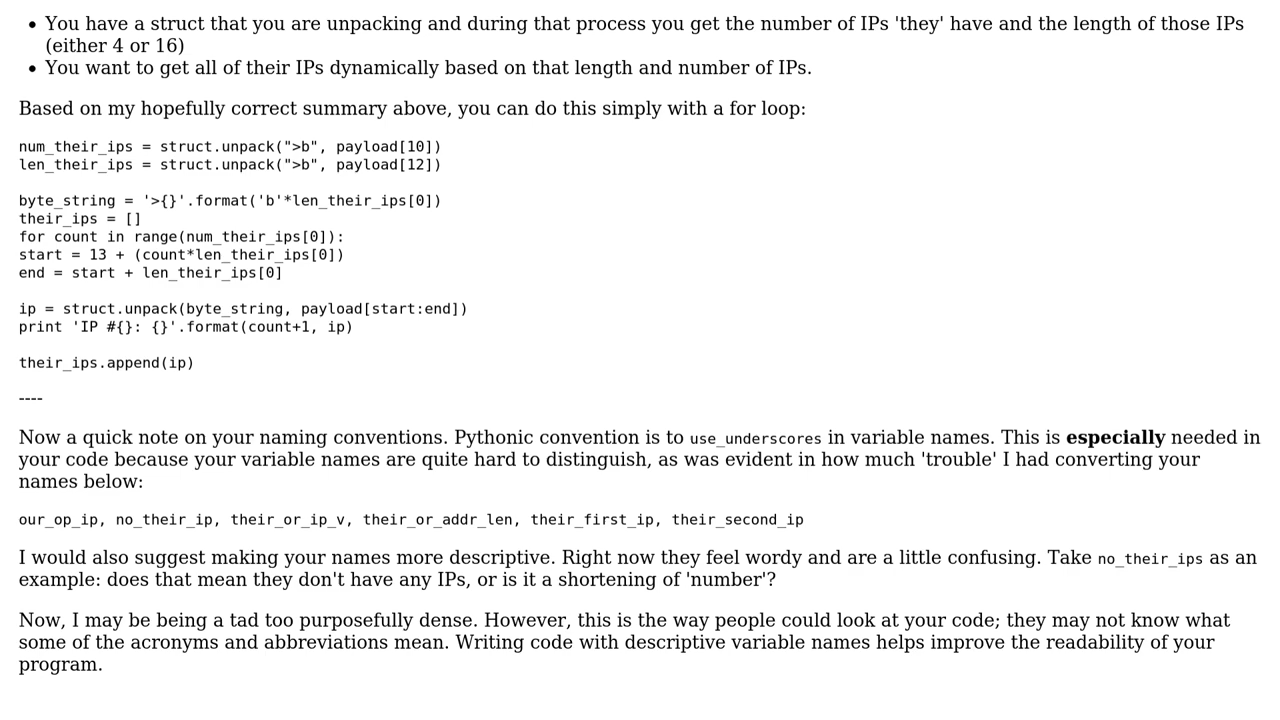 • You have a struct that you are unpacking and during that process you get the number of IPs 'they' have and the length of those IPs
(either 4 or 16)
• You want to get all of their IPs dynamically based on that length and number of IPs.
Based on my hopefully correct summary above, you can do this simply with a for loop:
num_their_ips = struct.unpack(">b", payload[10])
len_their_ips = struct.unpack(">b", payload[12])
byte_string = '>{}'.format('b'*len_their_ips[0])
their_ips = []
for count in range(num_their_ips[0]):
start = 13 + (count*len_their_ips[0])
end = start + len_their_ips[0]
ip = struct.unpack(byte_string, payload[start:end])
print 'IP #{}: {}'.format(count+1, ip)
their_ips.append(ip)
----
Now a quick note on your naming conventions. Pythonic convention is to use_underscores in variable names. This is especially needed in
your code because your variable names are quite hard to distinguish, as was evident in how much 'trouble' I had converting your
names below:
our_op_ip, no_their_ip, their_or_ip_v, their_or_addr_len, their_first_ip, their_second_ip
I would also suggest making your names more descriptive. Right now they feel wordy and are a little confusing. Take no_their_ips as an
example: does that mean they don't have any IPs, or is it a shortening of 'number'?
Now, I may be being a tad too purposefully dense. However, this is the way people could look at your code; they may not know what
some of the acronyms and abbreviations mean. Writing code with descriptive variable names helps improve the readability of your
program.